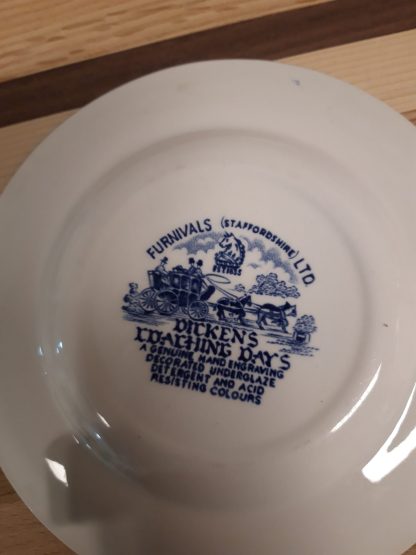 FURNIVALS (STAFFORDSHIRE) LTD
DICKENS
COACHING DAYS
A GENUINE HAND ENGRAVING
DECORATED UNDERGLAZE
DETERGENT AND ACID
RESISTING COLOURS